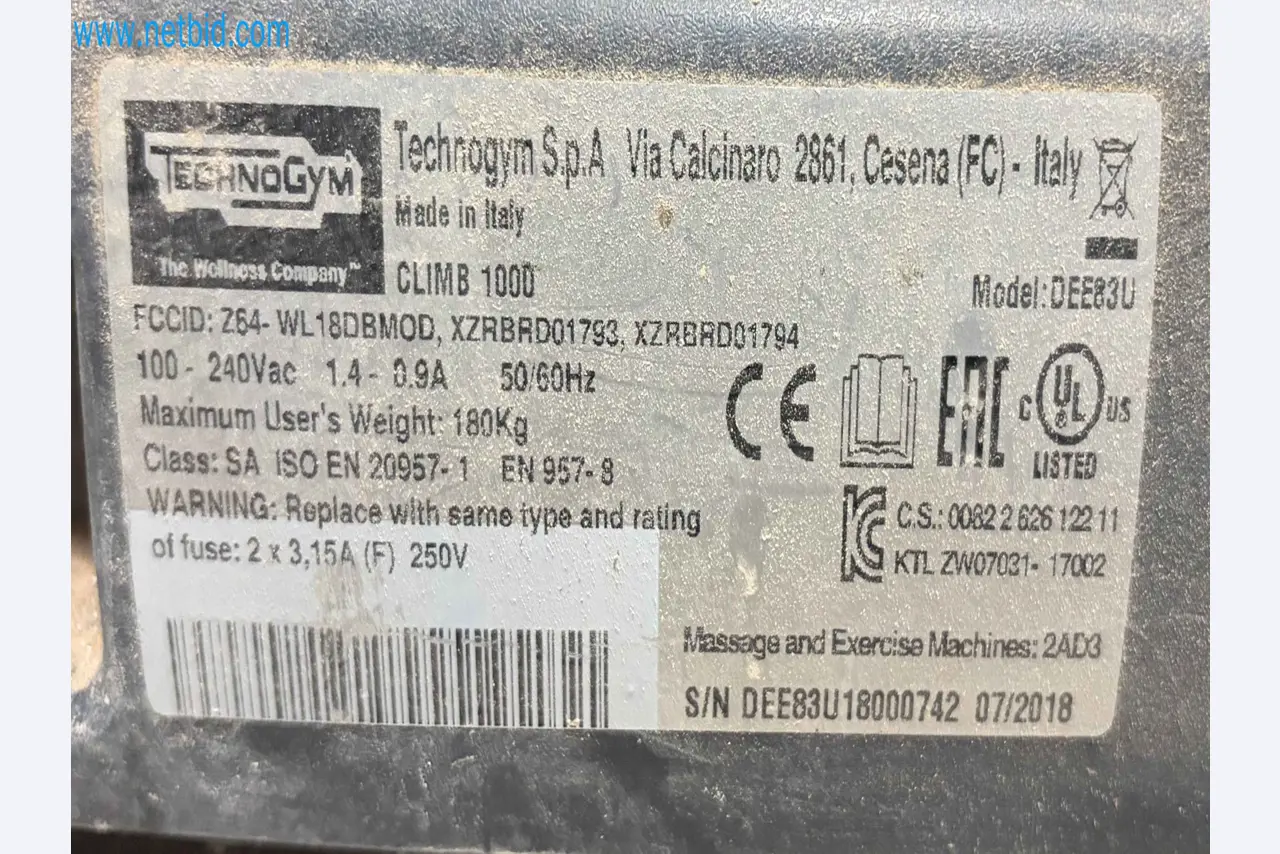 www.netbid.com
TECHNOGYM
The Wellness Company™
Technogym S.p.A Via Calcinaro 2861, Cesena (FC) - Italy
Made in Italy
CLIMB 1000
Model: DEE83U
FCCID: Z64- WL18DBMOD, XZRBRD01793, XZRBRD01794
100 - 240Vac 1.4 - 0.9A 50/60Hz
Maximum User's Weight: 180Kg
Class: SA ISO EN 20957- 1 EN 957- 8
WARNING: Replace with same type and rating
of fuse: 2 x 3,15A (F) 250V
CE
EAC
C UL US
LISTED
C.S.: 0082 2 626 122 11
KTL ZW07031- 17002
Massage and Exercise Machines: 2AD3
S/N DEE83U18000742 07/2018